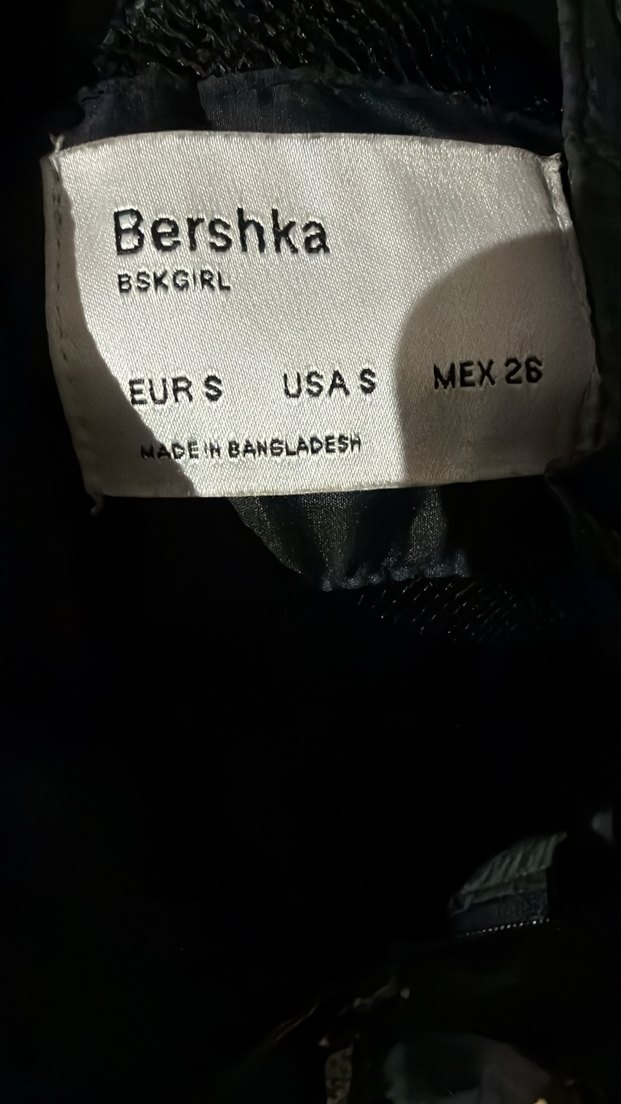 Bershka
BSKGIRL
EUR S USA S MEX 26
MADE IN BANGLADESH